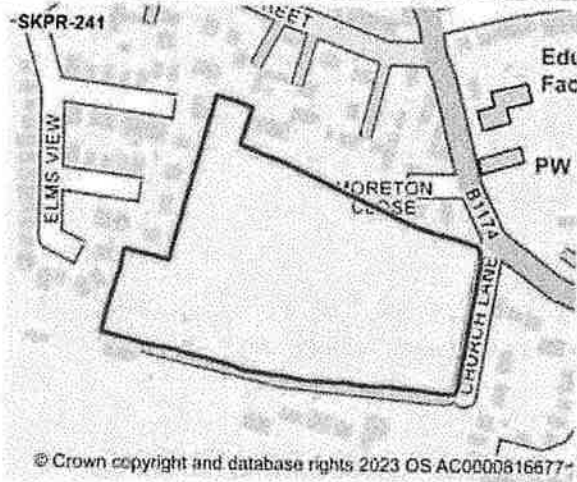 SKPR-241
REET
Edu
Fac
ELMS VIEW
MORETON
CLOSE
PW
B1174
CHURCH LANE
© Crown copyright and database rights 2023 OS AC0000816677